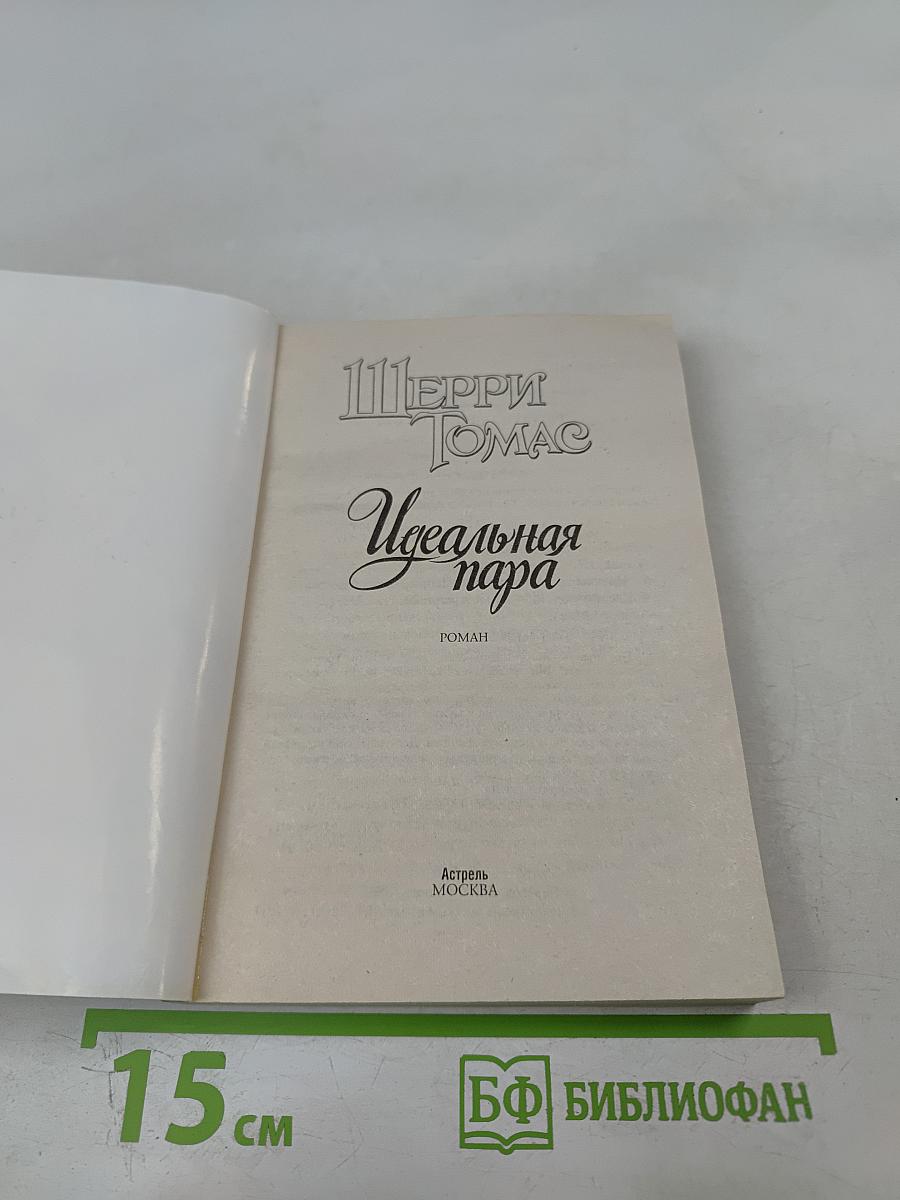 ШЕРРИ
ТОМАС
Идеальная
пара
РОМАН
Астрель
МОСКВА
15 см
БФ БИБЛИОФАН